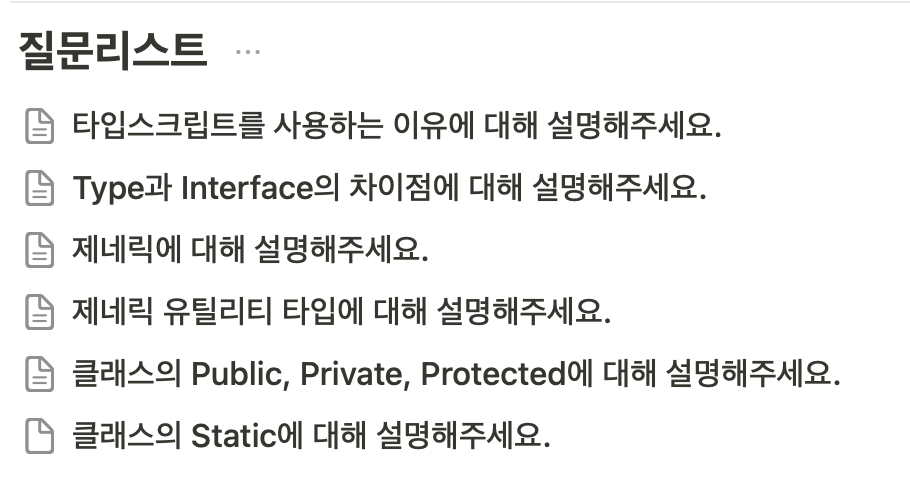 질문리스트 ...
타입스크립트를 사용하는 이유에 대해 설명해주세요.
Type과 Interface의 차이점에 대해 설명해주세요.
제네릭에 대해 설명해주세요.
제네릭 유틸리티 타입에 대해 설명해주세요.
클래스의 Public, Private, Protected에 대해 설명해주세요.
클래스의 Static에 대해 설명해주세요.